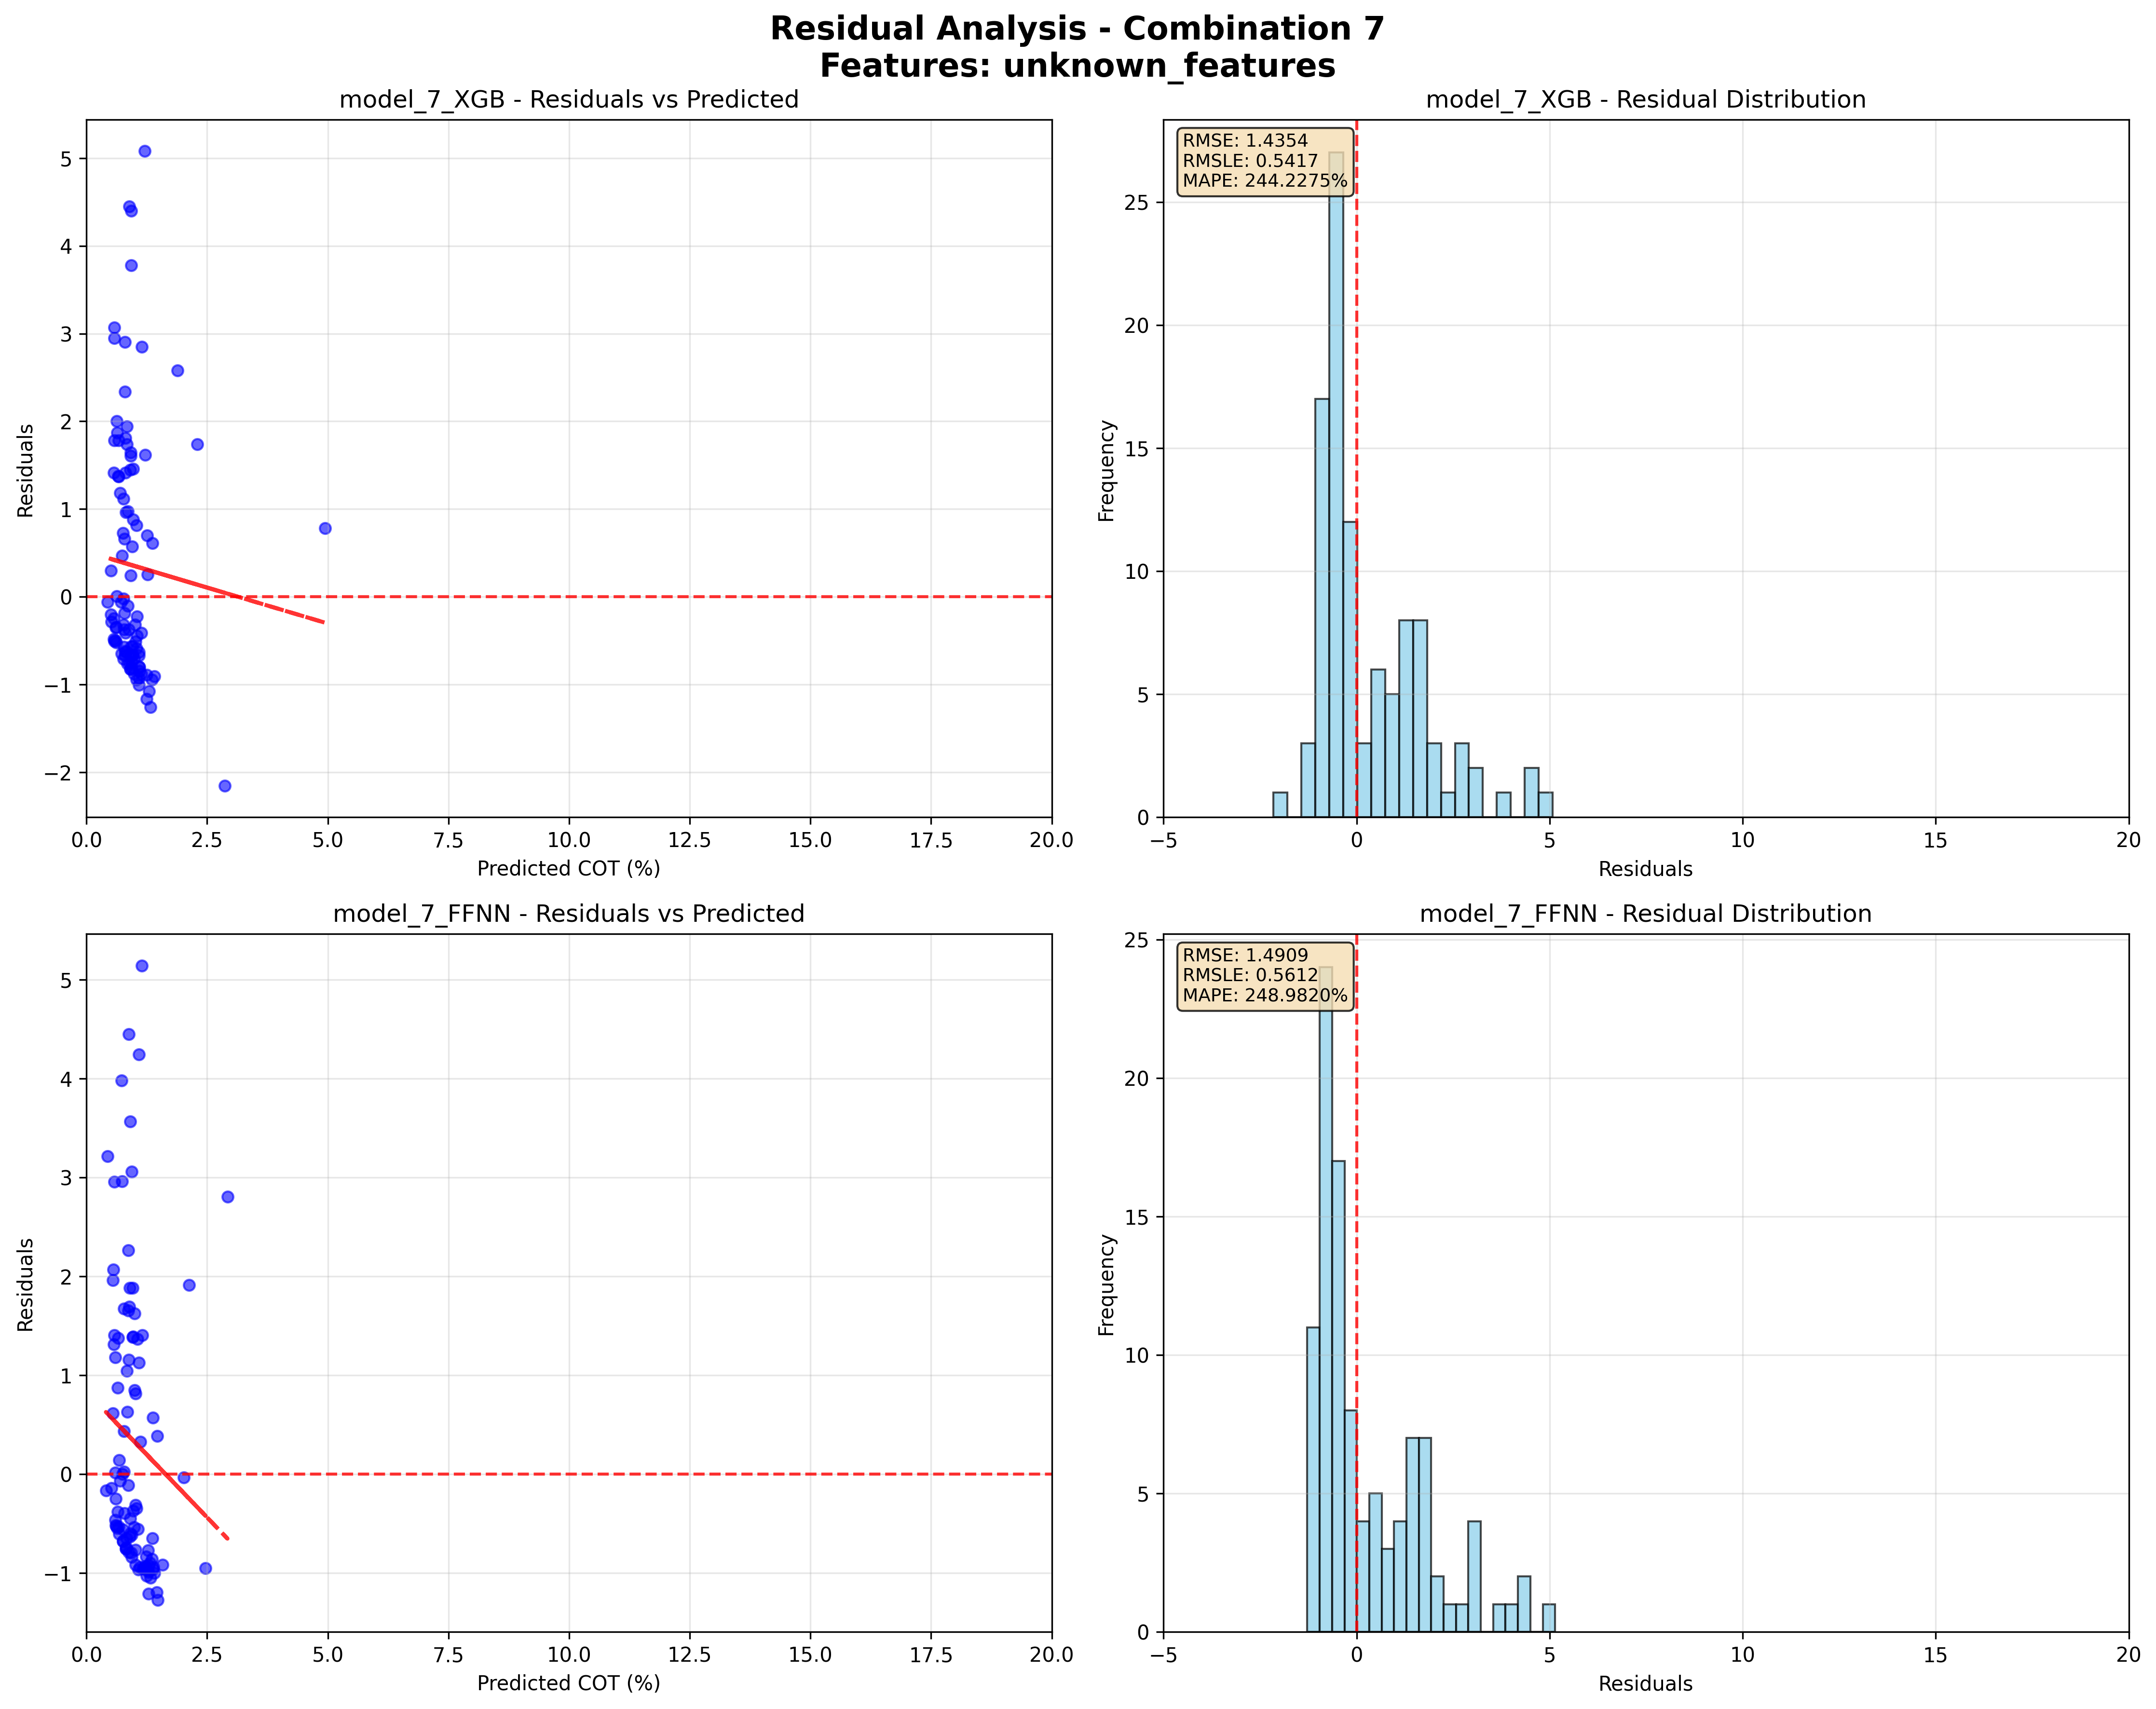 Residual Analysis - Combination 7
Features: unknown_features
model_7_XGB - Residuals vs Predicted
5
4
3
2
1
0
−1
−2
Residuals
0.0 2.5 5.0 7.5 10.0 12.5 15.0 17.5 20.0
Predicted COT (%)
model_7_XGB - Residual Distribution
RMSE: 1.4354
RMSLE: 0.5417
MAPE: 244.2275%
25
20
15
10
5
0
Frequency
−5 0 5 10 15 20
Residuals
model_7_FFNN - Residuals vs Predicted
5
4
3
2
1
0
−1
Residuals
0.0 2.5 5.0 7.5 10.0 12.5 15.0 17.5 20.0
Predicted COT (%)
model_7_FFNN - Residual Distribution
RMSE: 1.4909
RMSLE: 0.5612
MAPE: 248.9820%
25
20
15
10
5
0
Frequency
−5 0 5 10 15 20
Residuals